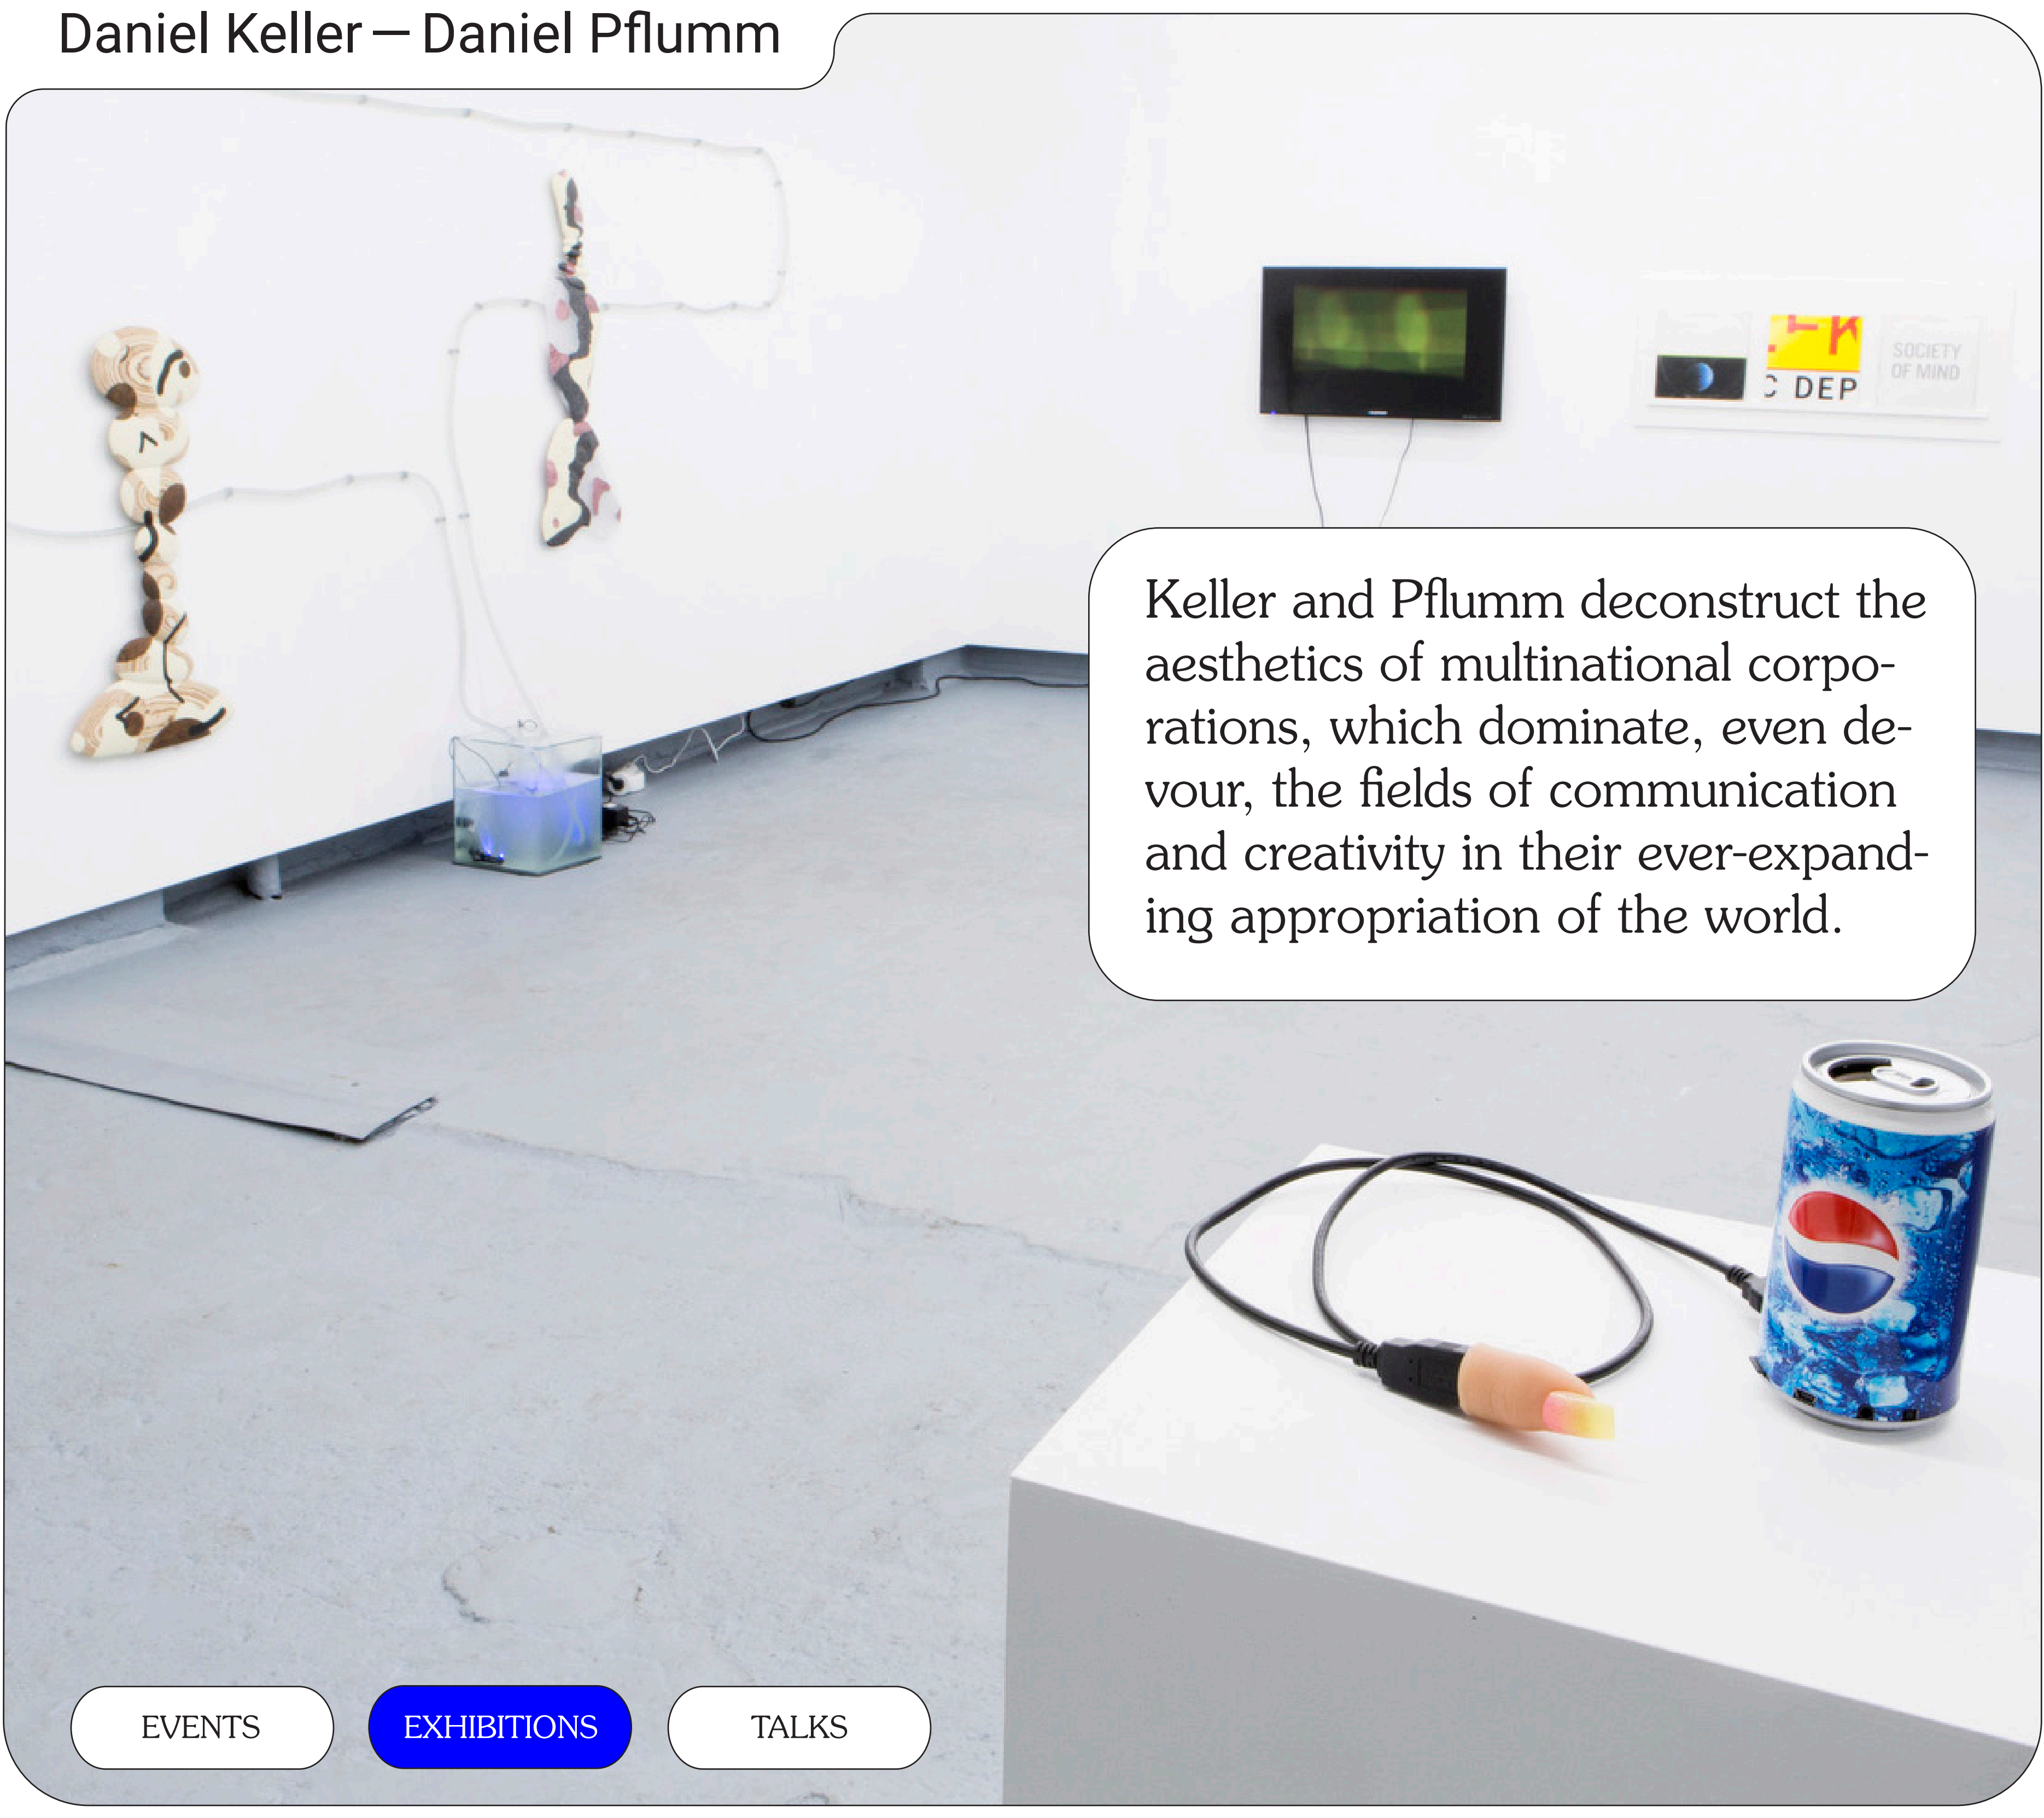 Daniel Keller — Daniel Pflumm
SOCIETY
OF MIND
C DEP
Keller and Pflumm deconstruct the
aesthetics of multinational corpo-
rations, which dominate, even de-
vour, the fields of communication
and creativity in their ever-expand-
ing appropriation of the world.
EVENTS
EXHIBITIONS
TALKS